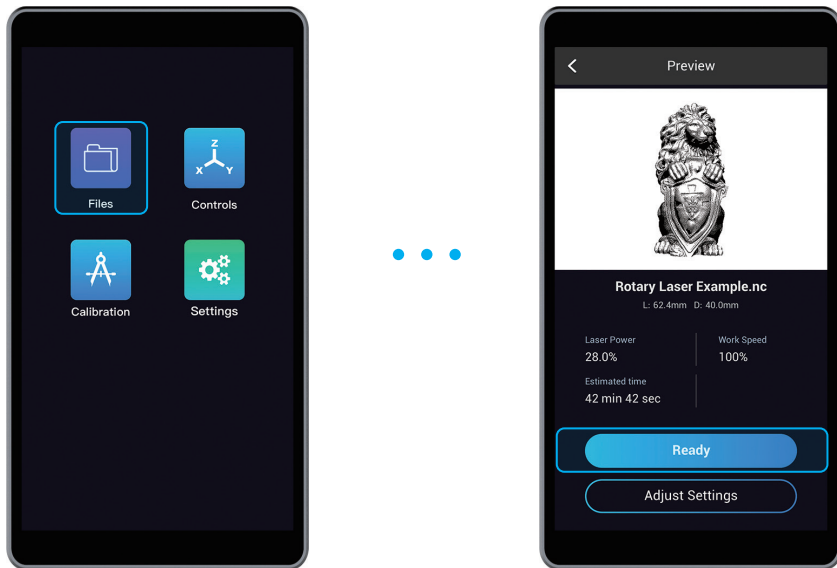 Z
X Y
Files Controls
Calibration Settings
Preview
Rotary Laser Example.nc
L: 62.4mm D: 40.0mm
Laser Power Work Speed
28.0% 100%
Estimated time
42 min 42 sec
Ready
Adjust Settings